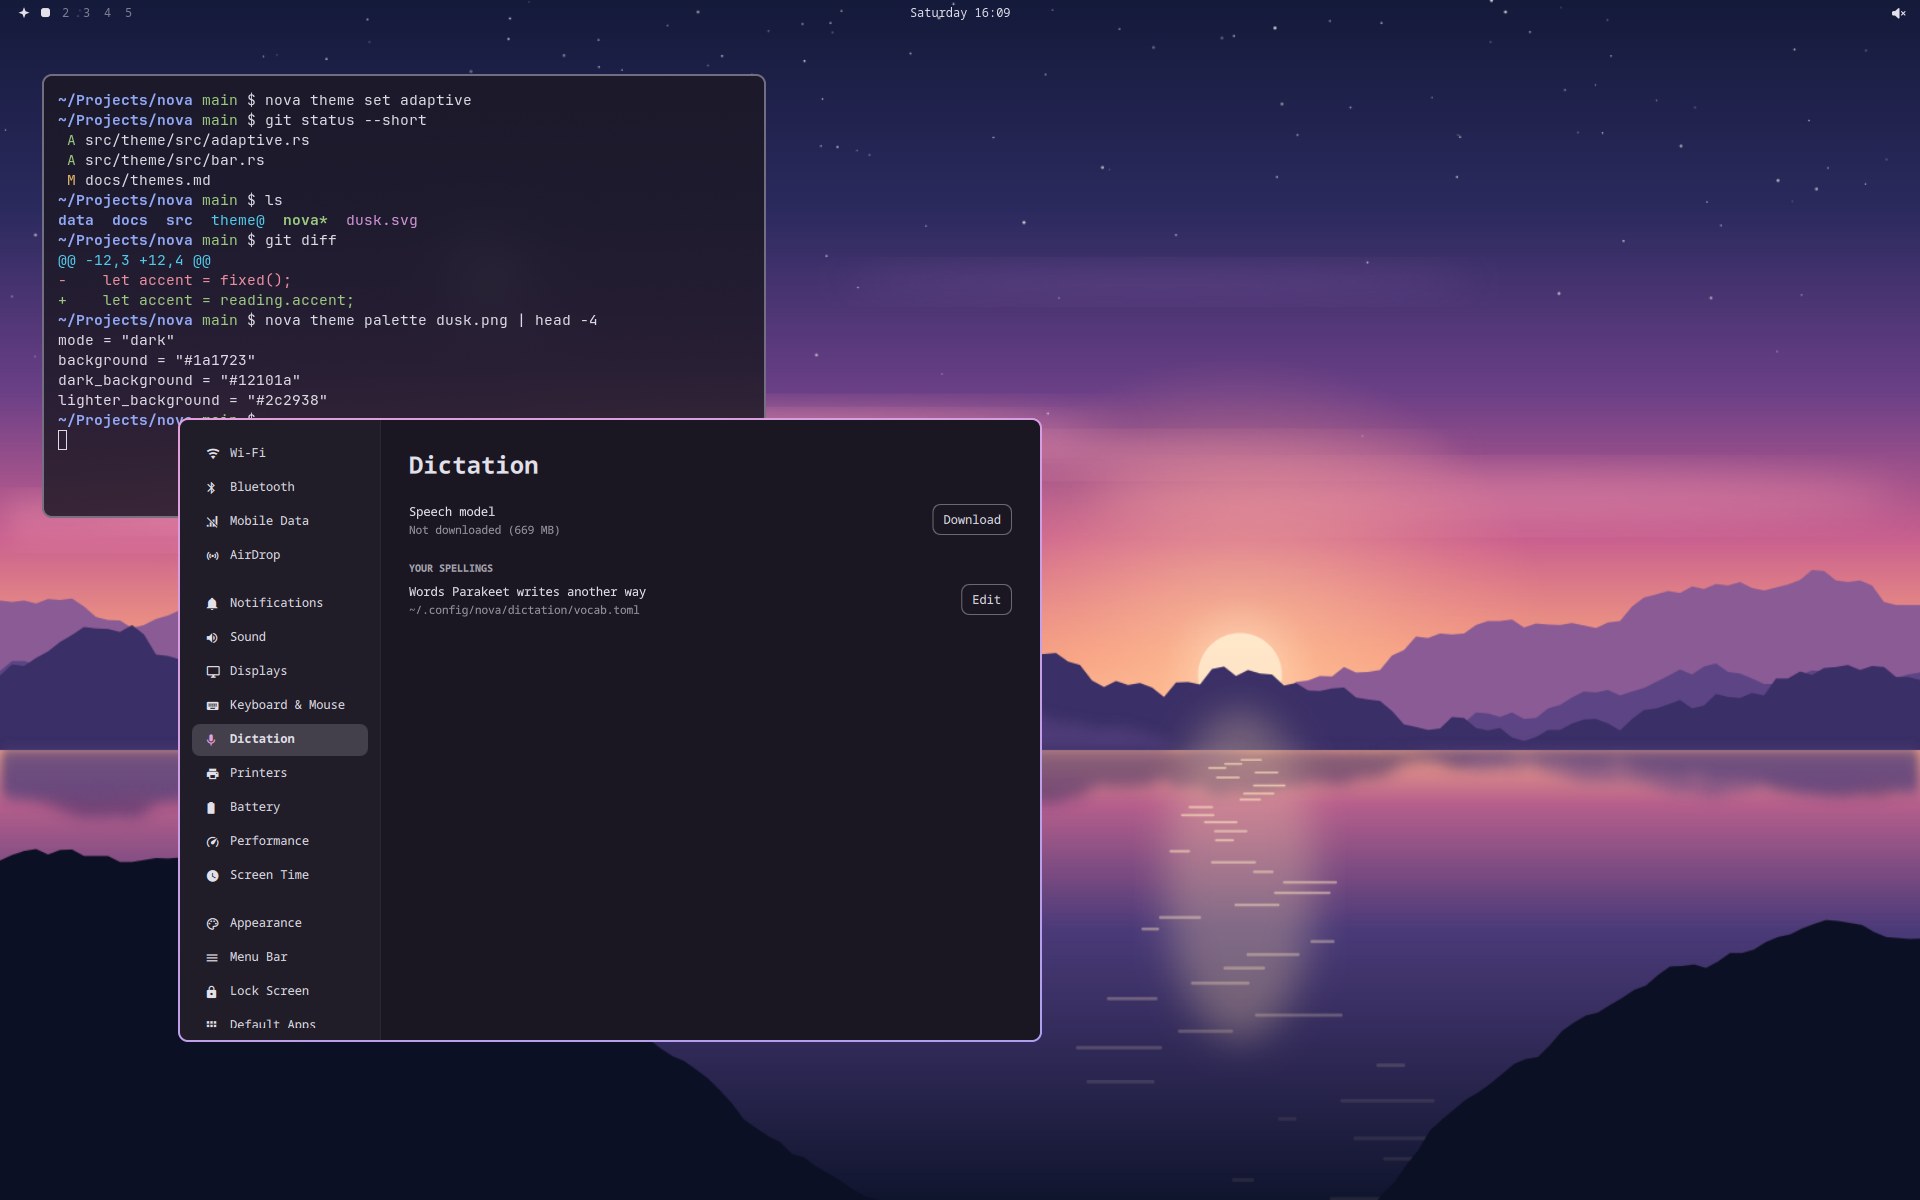 2 3 4 5
Saturday 16:09
~/Projects/nova main $ nova theme set adaptive
~/Projects/nova main $ git status --short
A src/theme/src/adaptive.rs
A src/theme/src/bar.rs
M docs/themes.md
~/Projects/nova main $ ls
data  docs  src  theme@  nova*  dusk.svg
~/Projects/nova main $ git diff
@@ -12,3 +12,4 @@
-    let accent = fixed();
+    let accent = reading.accent;
~/Projects/nova main $ nova theme palette dusk.png | head -4
mode = "dark"
background = "#1a1723"
dark_background = "#12101a"
lighter_background = "#2c2938"
~/Projects/nova main $
Wi-Fi
Bluetooth
Mobile Data
AirDrop
Notifications
Sound
Displays
Keyboard & Mouse
Dictation
Printers
Battery
Performance
Screen Time
Appearance
Menu Bar
Lock Screen
Default Apps
Dictation
Speech model
Not downloaded (669 MB)
Download
YOUR SPELLINGS
Words Parakeet writes another way
~/.config/nova/dictation/vocab.toml
Edit